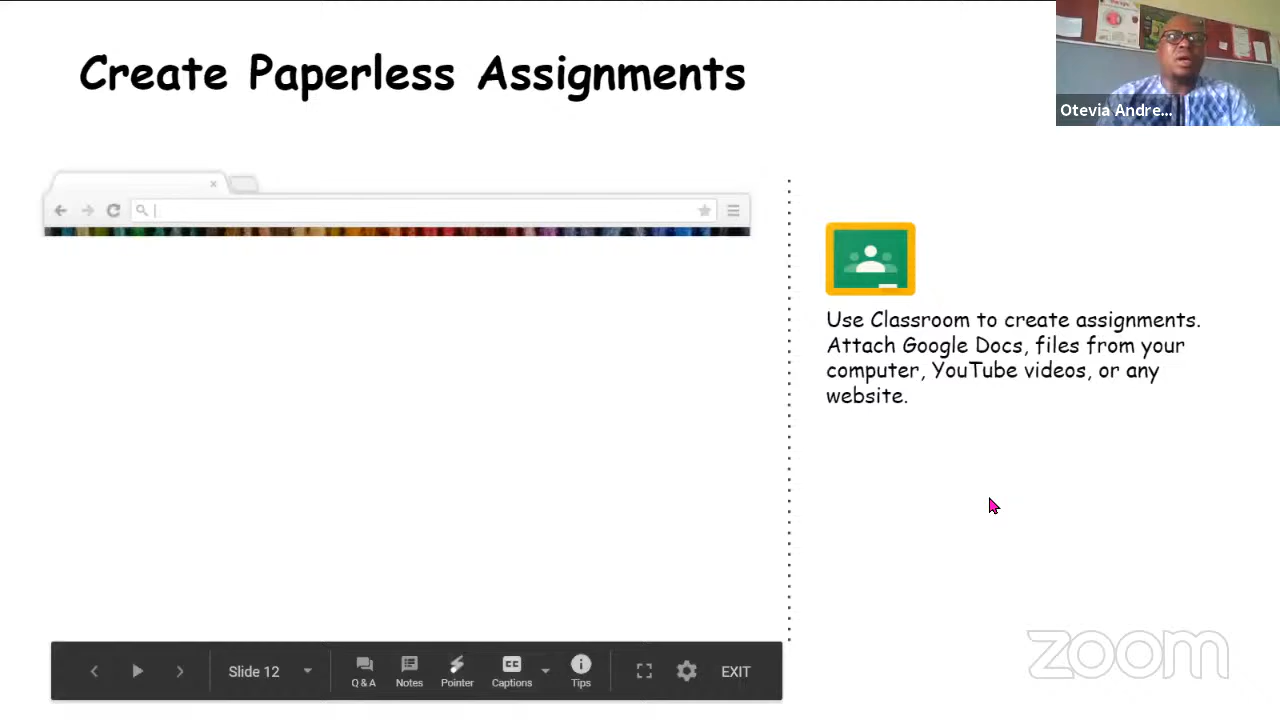 Create Paperless Assignments
Otevia Andre...
Use Classroom to create assignments.
Attach Google Docs, files from your
computer, YouTube videos, or any
website.
zoom
Slide 12
Q & A
Notes
Pointer
CC
Captions
Tips
EXIT